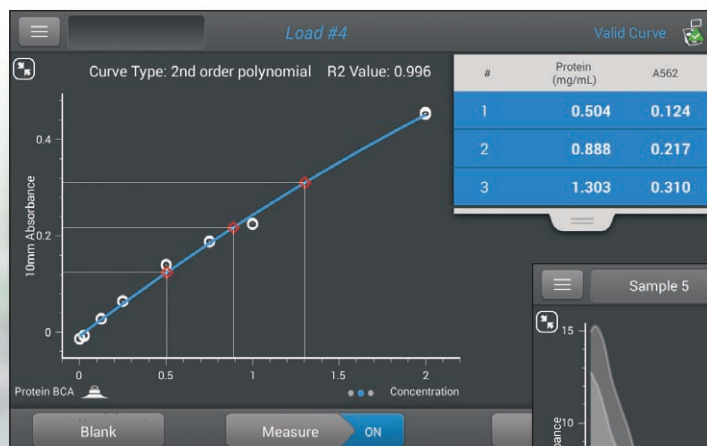 Load #4
Valid Curve
Curve Type: 2nd order polynomial R2 Value: 0.996
# Protein (mg/mL) A562
1 0.504 0.124
2 0.888 0.217
3 1.303 0.310
10mm Absorbance
0.4
0.2
0
0 0.5 1 1.5 2
Protein BCA
Concentration
Blank
Measure ON
Sample 5
15
10
bance